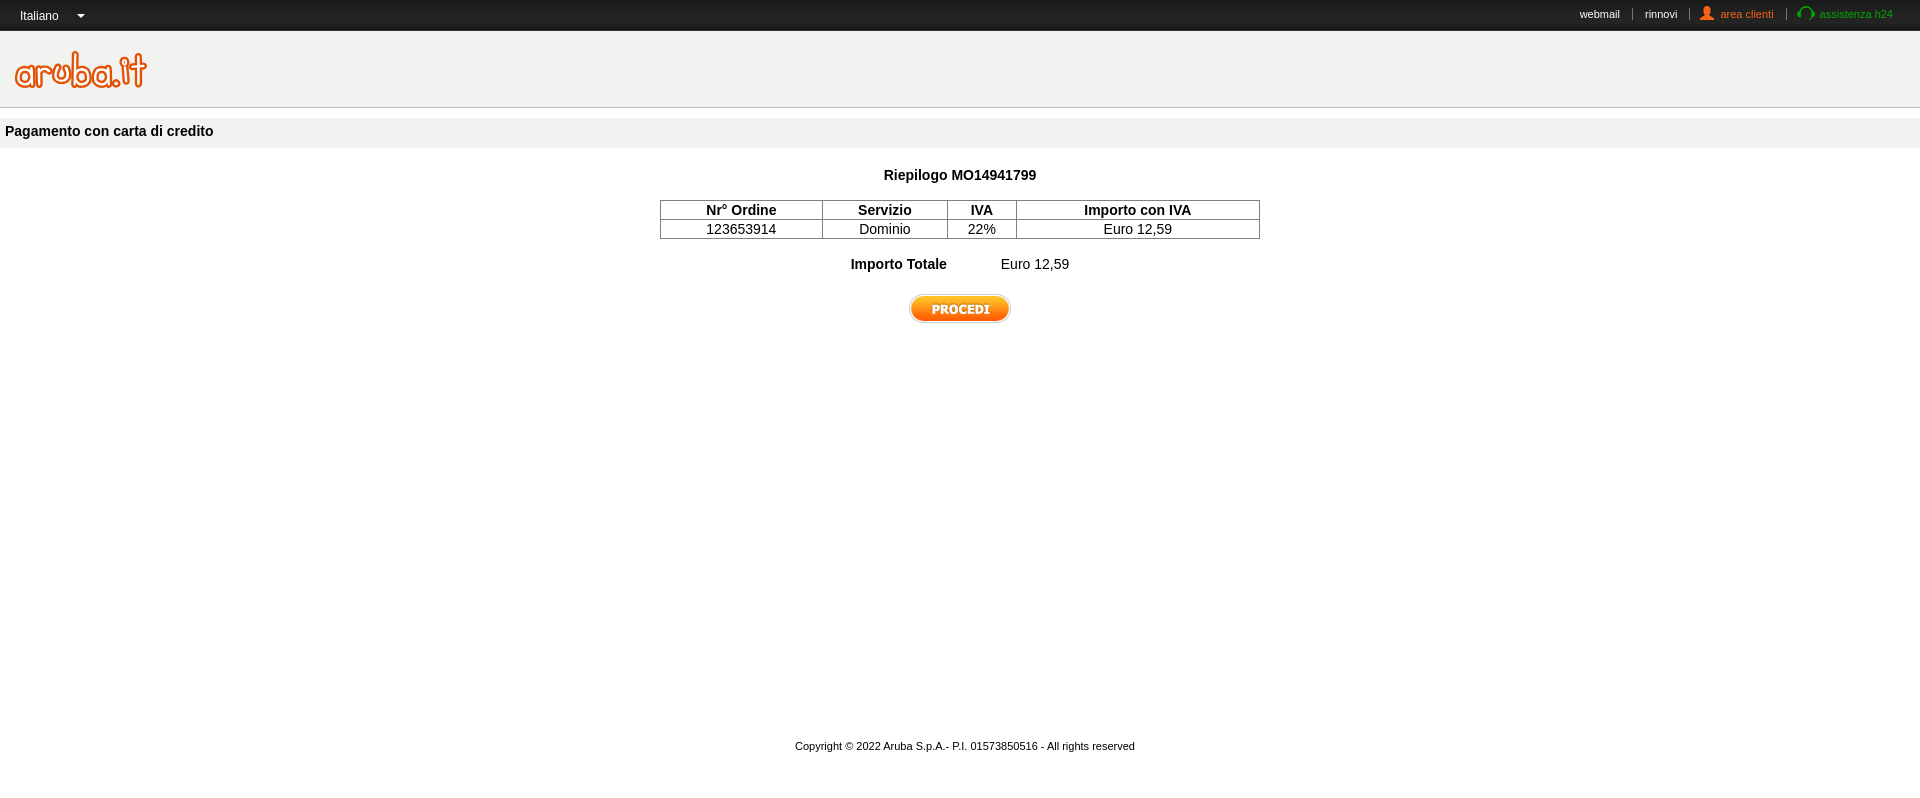 Italiano
webmail rinnovi area clienti assistenza h24
aruba.it
Pagamento con carta di credito
Riepilogo MO14941799
Nr° Ordine Servizio IVA Importo con IVA
123653914 Dominio 22% Euro 12,59
Importo Totale Euro 12,59
PROCEDI
Copyright © 2022 Aruba S.p.A.- P.I. 01573850516 - All rights reserved